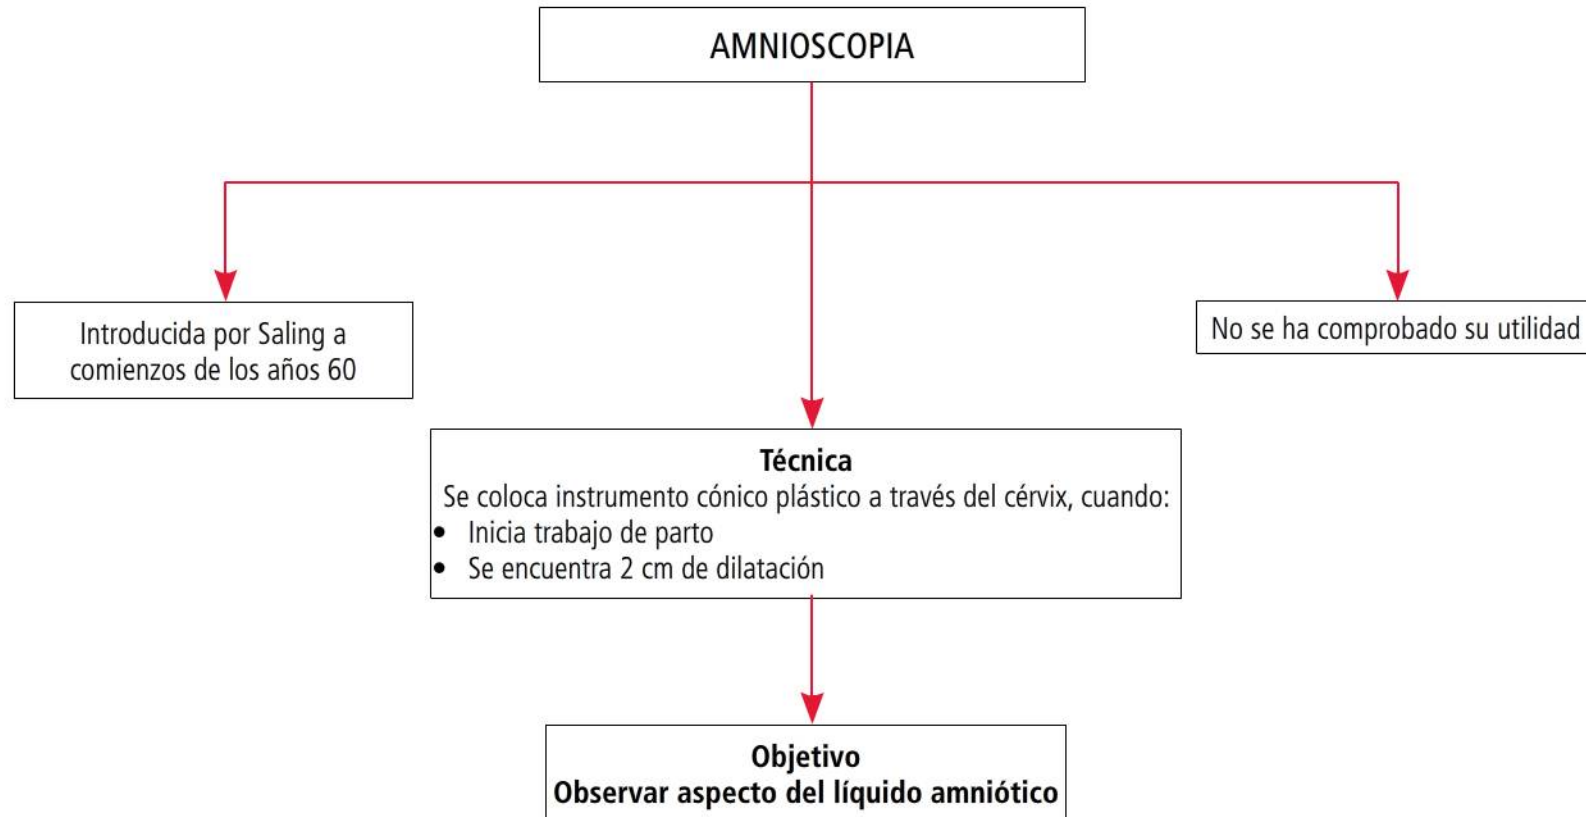 AMNIOSCOPIA
Introducida por Saling a
comienzos de los años 60
No se ha comprobado su utilidad
Técnica
Se coloca instrumento cónico plástico a través del cérvix, cuando:
• Inicia trabajo de parto
• Se encuentra 2 cm de dilatación
Objetivo
Observar aspecto del líquido amniótico